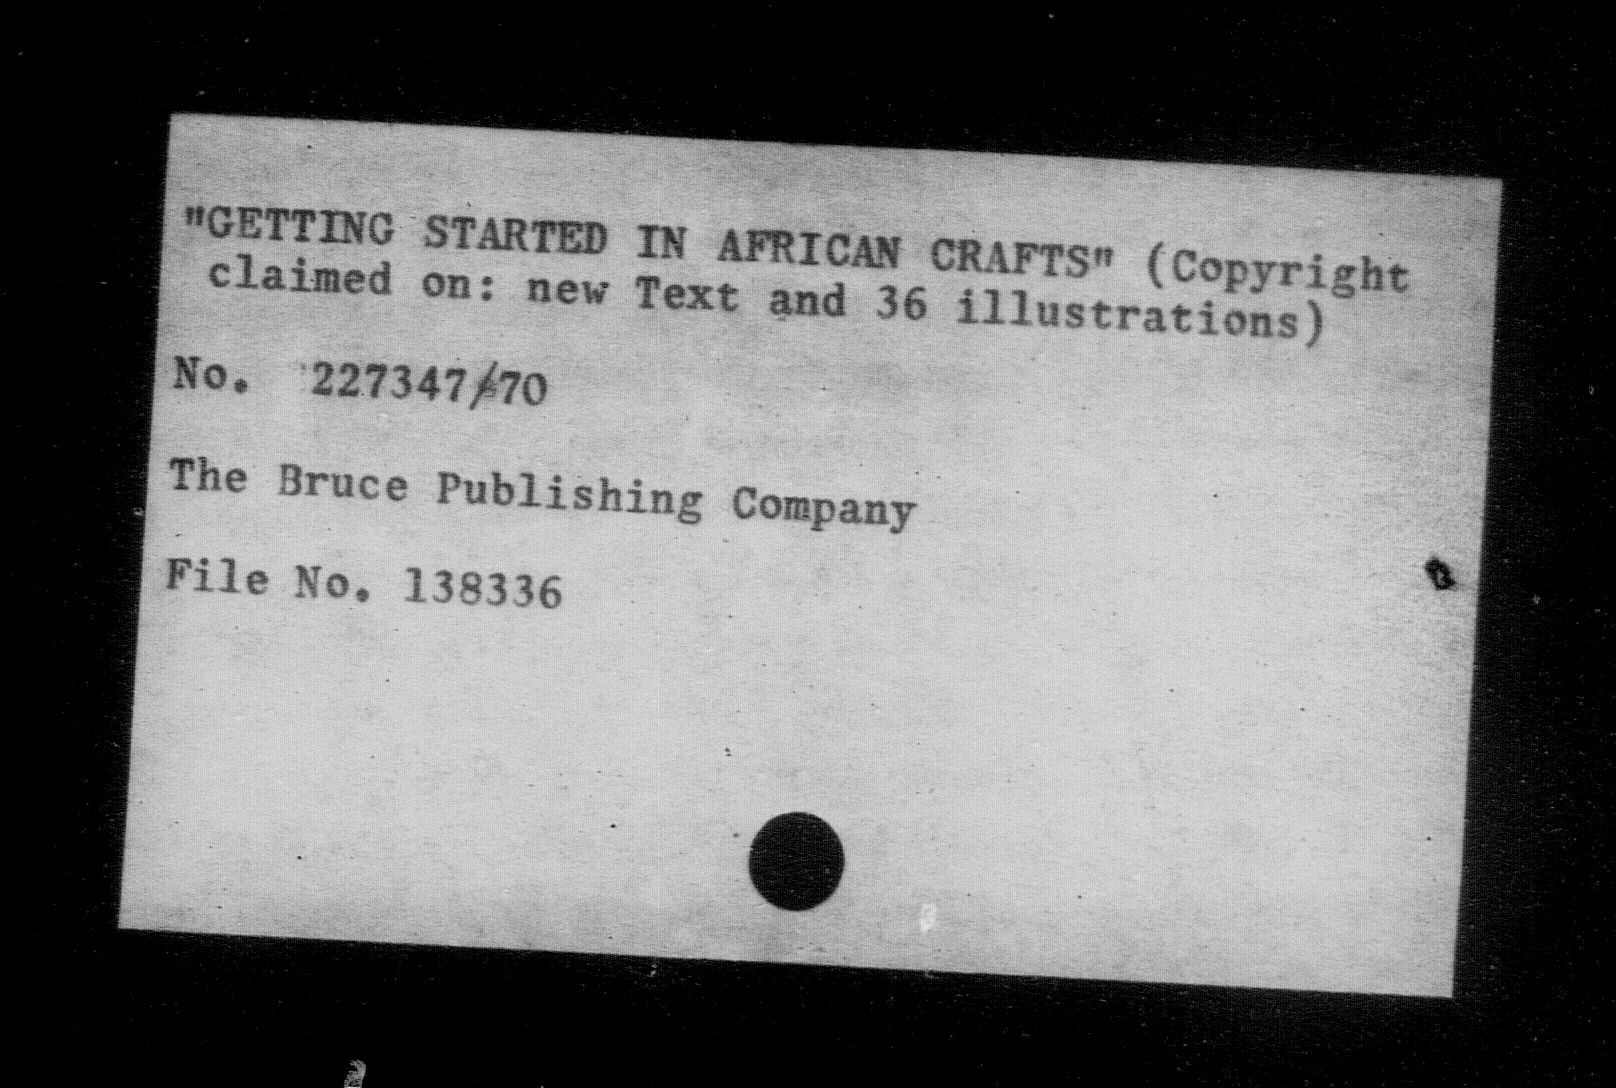 "GETTING STARTED IN AFRICAN CRAFTS" (Copyright
claimed on: new Text and 36 illustrations)
No. 227347/70
The Bruce Publishing Company
File No. 138336